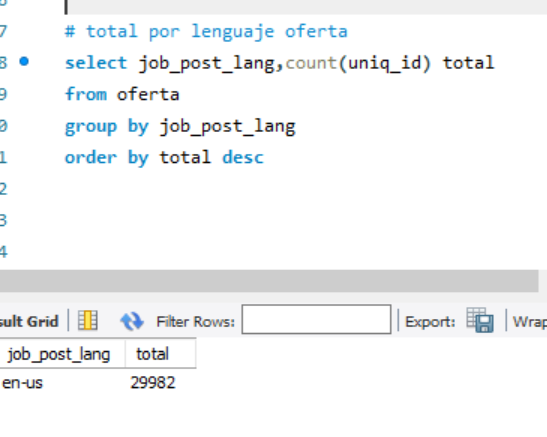 7 # total por lenguaje oferta
8 select job_post_lang,count(uniq_id) total
9 from oferta
0 group by job_post_lang
1 order by total desc
2
3
4
sult Grid Filter Rows: Export: Wrap
job_post_lang total
en-us 29982